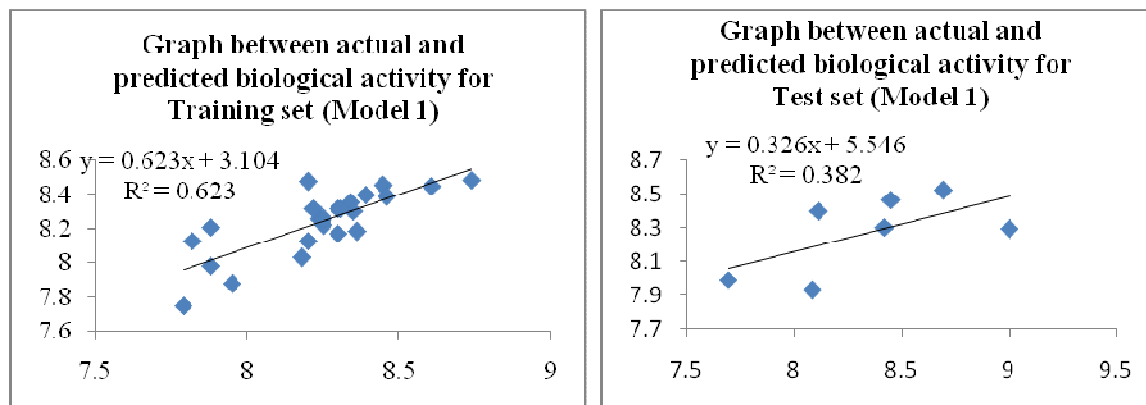 Graph between actual and
predicted biological activity for
Training set (Model 1)
y = 0.623x + 3.104
R² = 0.623
8.6
8.4
8.2
8
7.8
7.6
7.5 8 8.5 9
Graph between actual and
predicted biological activity for
Test set (Model 1)
y = 0.326x + 5.546
R² = 0.382
8.7
8.5
8.3
8.1
7.9
7.7
7.5 8 8.5 9 9.5